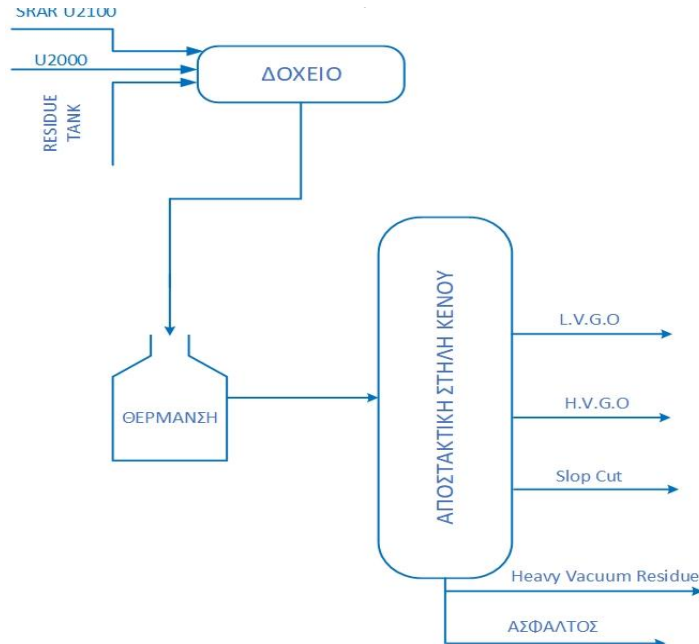 SRAR U2100
U2000
RESIDUE
TANK
ΔΟΧΕΙΟ
ΘΕΡΜΑΝΣΗ
ΑΠΟΣΤΑΚΤΙΚΗ ΣΤΗΛΗ ΚΕΝΟΥ
L.V.G.O
H.V.G.O
Slop Cut
Heavy Vacuum Residue
ΑΣΦΑΛΤΟΣ